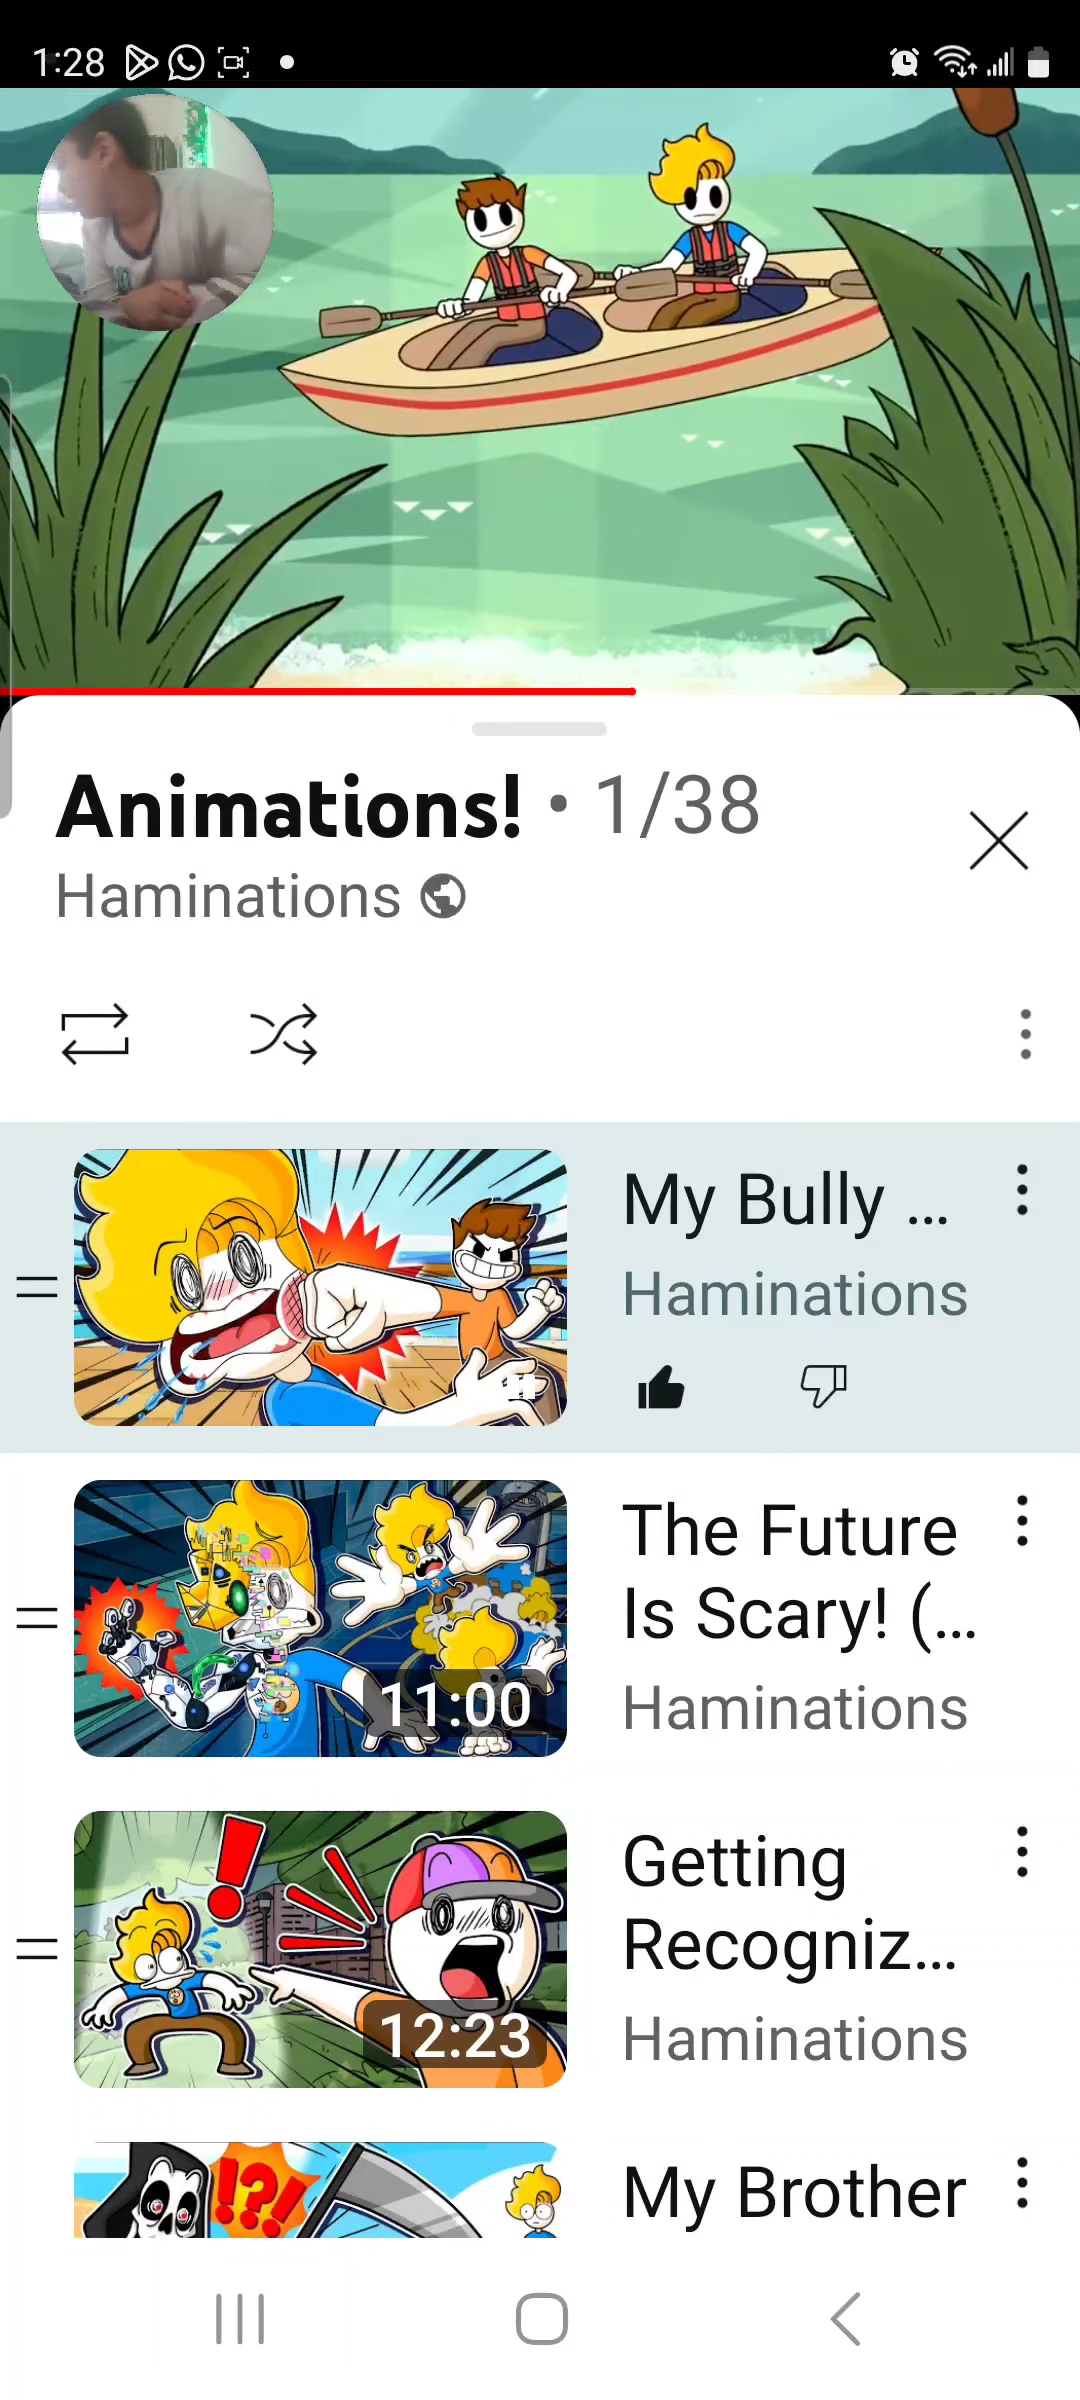 1:28
Animations! • 1/38
Haminations
My Bully ...
Haminations
The Future
Is Scary! (...
Haminations
11:00
Getting
Recogniz...
Haminations
12:23
!?!
My Brother